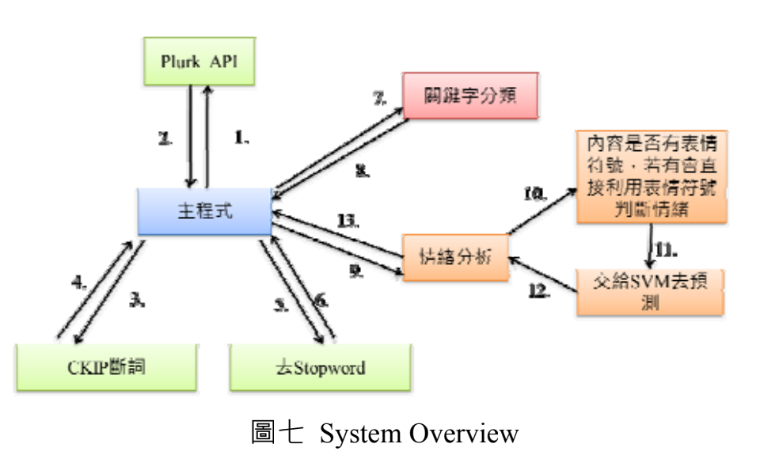 Plurk API
2.
1.
7.
關鍵字分類
8.
內容是否有表情
符號，若有會直
接利用表情符號
判斷情緒
10.
主程式
13.
情緒分析
11.
9.
12.
交給SVM去預
測
4.
3.
5.
6.
CKIP斷詞
去Stopword
圖七 System Overview